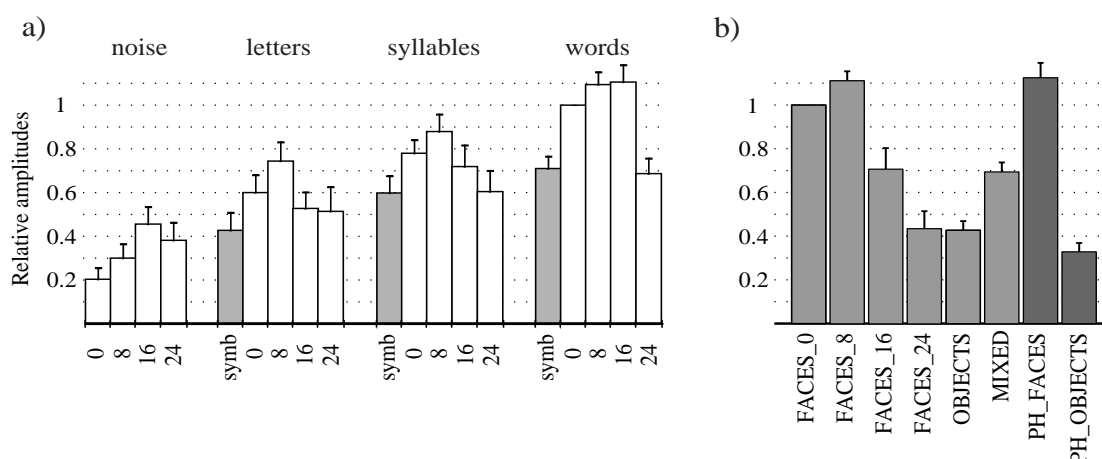 a)
noise letters syllables words
Relative amplitudes
1
0.8
0.6
0.4
0.2
0 8 16 24 symb 0 8 16 24 symb 0 8 16 24 symb 0 8 16 24
b)
1
0.8
0.6
0.4
0.2
FACES_0
FACES_8
FACES_16
FACES_24
OBJECTS
MIXED
PH_FACES
PH_OBJECTS